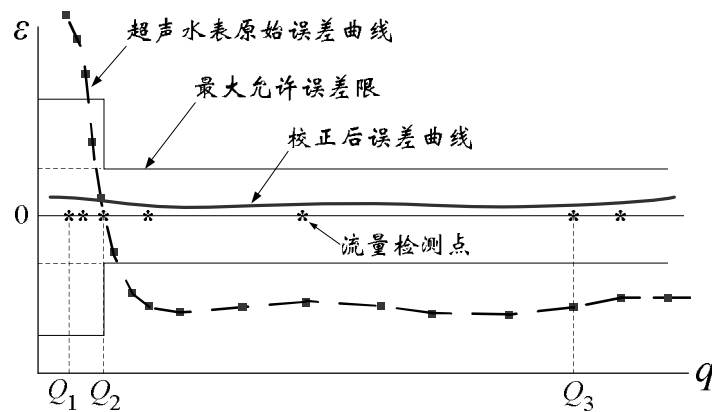 ε
超声水表原始误差曲线
最大允许误差限
校正后误差曲线
0
* * * * * * *
流量检测点
Q1 Q2 Q3 q